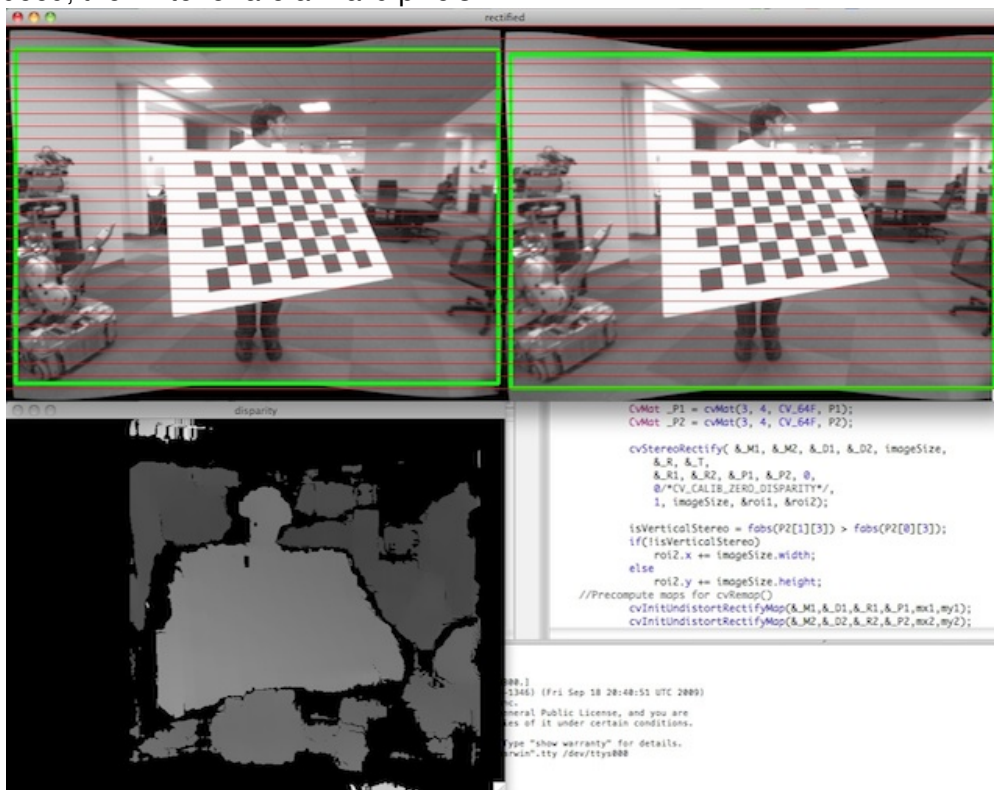 rectified
disparity
CvMat _P1 = cvMat(3, 4, CV_64F, P1);
CvMat _P2 = cvMat(3, 4, CV_64F, P2);
cvStereoRectify( &_M1, &_M2, &_D1, &_D2, imageSize,
&_R, &_T,
&_R1, &_R2, &_P1, &_P2, 0,
0/*CV_CALIB_ZERO_DISPARITY*/,
1, imageSize, &roi1, &roi2);
isVerticalStereo = fabs(P2[1][3]) > fabs(P2[0][3]);
if(!isVerticalStereo)
roi2.x += imageSize.width;
else
roi2.y += imageSize.height;
//Precompute maps for cvRemap()
cvInitUndistortRectifyMap(&_M1,&_D1,&_R1,&_P1,mx1,my1);
cvInitUndistortRectifyMap(&_M2,&_D2,&_R2,&_P2,mx2,my2);
-1346) (Fri Sep 18 20:40:51 UTC 2009)
nc.
eneral Public License, and you are
ies of it under certain conditions.
Type "show warranty" for details.
rwin".tty /dev/ttys000